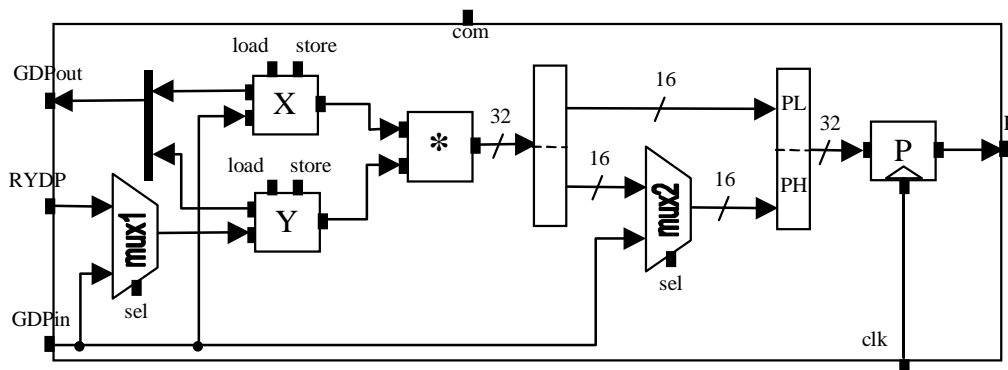 com
load store
GDPout
16
X
PL
32
*
32
P
load store
16
16
RYDP
PH
Y
mux1
mux2
sel
sel
GDPin
clk